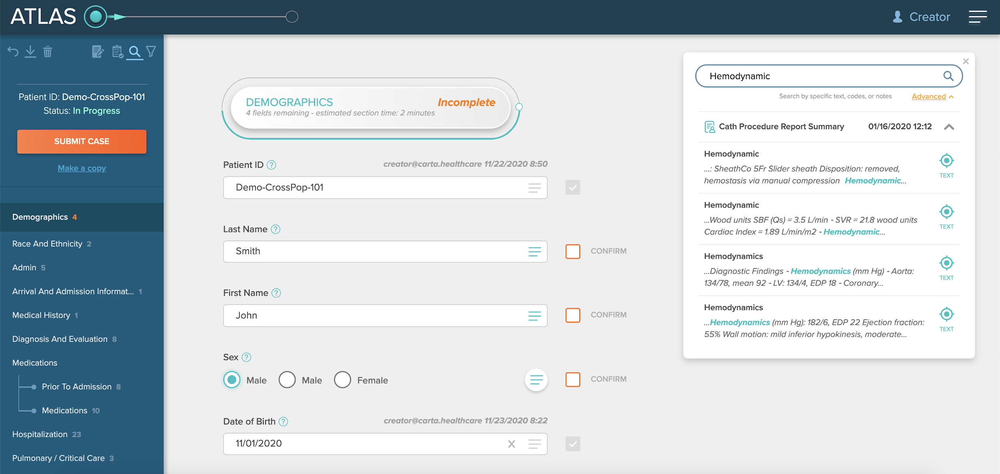 ATLAS
Creator
Patient ID: Demo-CrossPop-101
Status: In Progress
SUBMIT CASE
Make a copy
Demographics 4
Race And Ethnicity 2
Admin 5
Arrival And Admission Informat... 1
Medical History 1
Diagnosis And Evaluation 8
Medications
Prior To Admission 8
Medications 10
Hospitalization 23
Pulmonary / Critical Care 3
DEMOGRAPHICS Incomplete
4 fields remaining - estimated section time: 2 minutes
Patient ID ? creator@carta.healthcare 11/22/2020 8:50
Demo-CrossPop-101
Last Name ?
Smith CONFIRM
First Name ?
John CONFIRM
Sex ?
Male Male Female CONFIRM
Date of Birth ? creator@carta.healthcare 11/23/2020 8:22
11/01/2020
Hemodynamic
Search by specific text, codes, or notes Advanced
Cath Procedure Report Summary 01/16/2020 12:12
Hemodynamic
...: SheathCo 5Fr Slider sheath Disposition: removed,
hemostasis via manual compression Hemodynamic...
TEXT
Hemodynamic
...Wood units SBF (Qs) = 3.5 L/min - SVR = 21.8 wood units
Cardiac Index = 1.89 L/min/m2 - Hemodynamic...
TEXT
Hemodynamics
...Diagnostic Findings - Hemodynamics (mm Hg) - Aorta:
134/78, mean 92 - LV: 134/4, EDP 18 - Coronary...
TEXT
Hemodynamics
...Hemodynamics (mm Hg): 182/6, EDP 22 Ejection fraction:
55% Wall motion: mild inferior hypokinesis, moderate...
TEXT